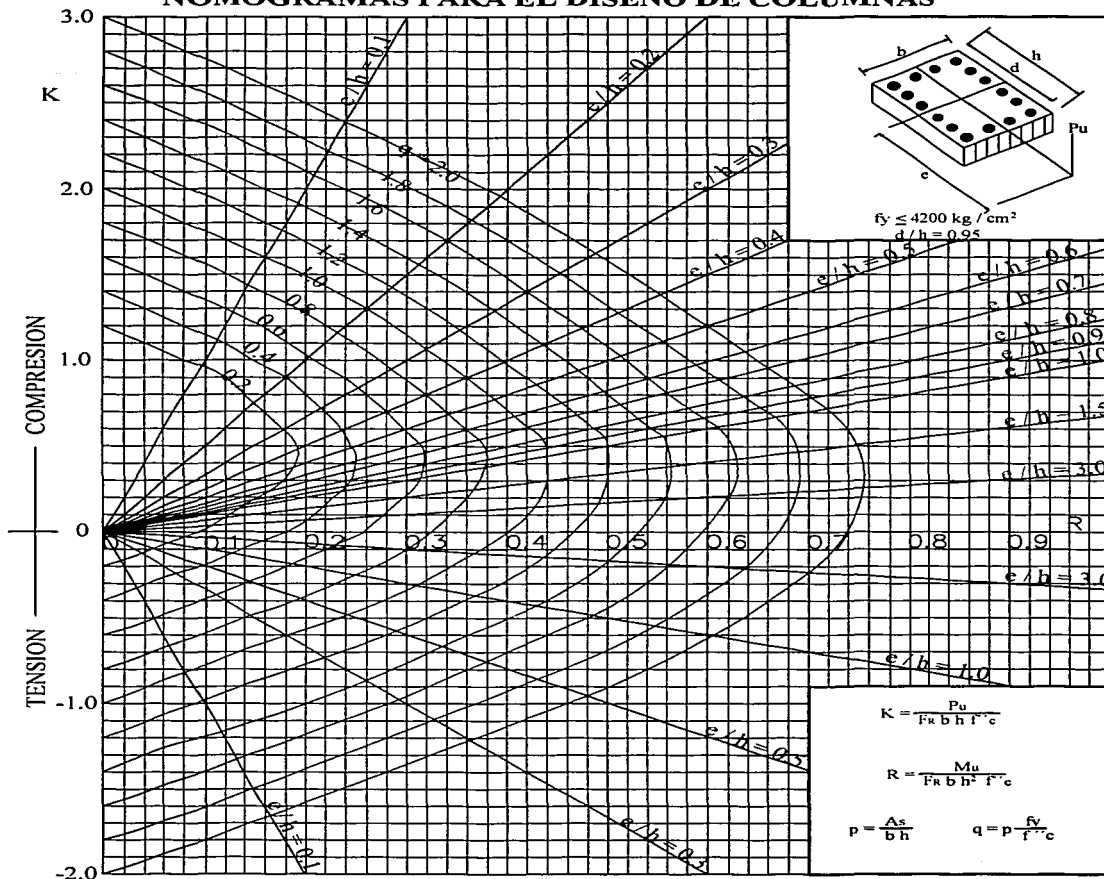 NOMOGRAMAS PARA EL DISEÑO DE COLUMNAS
3.0
K
2.0
1.0
0
-1.0
-2.0
COMPRESION
TENSION
e/h=0.1
e/h=0.2
e/h=0.3
e/h=0.4
e/h=0.5
e/h=0.6
e/h=0.7
e/h=0.8
e/h=0.9
e/h=1.0
e/h=1.5
e/h=3.0
q=2.0
1.8
1.6
1.4
1.2
1.0
0.8
0.6
0.4
0.2
0 0.1 0.2 0.3 0.4 0.5 0.6 0.7 0.8 0.9 R
e/h=3.0
e/h=1.0
e/h=0.5
e/h=0.3
e/h=0.1
b
h
d
Pu
c
fy ≤ 4200 kg / cm²
d/h = 0.95
K = Pu / FR b h f''c
R = Mu / FR b h² f''c
p = As / b h q = p fy / f''c